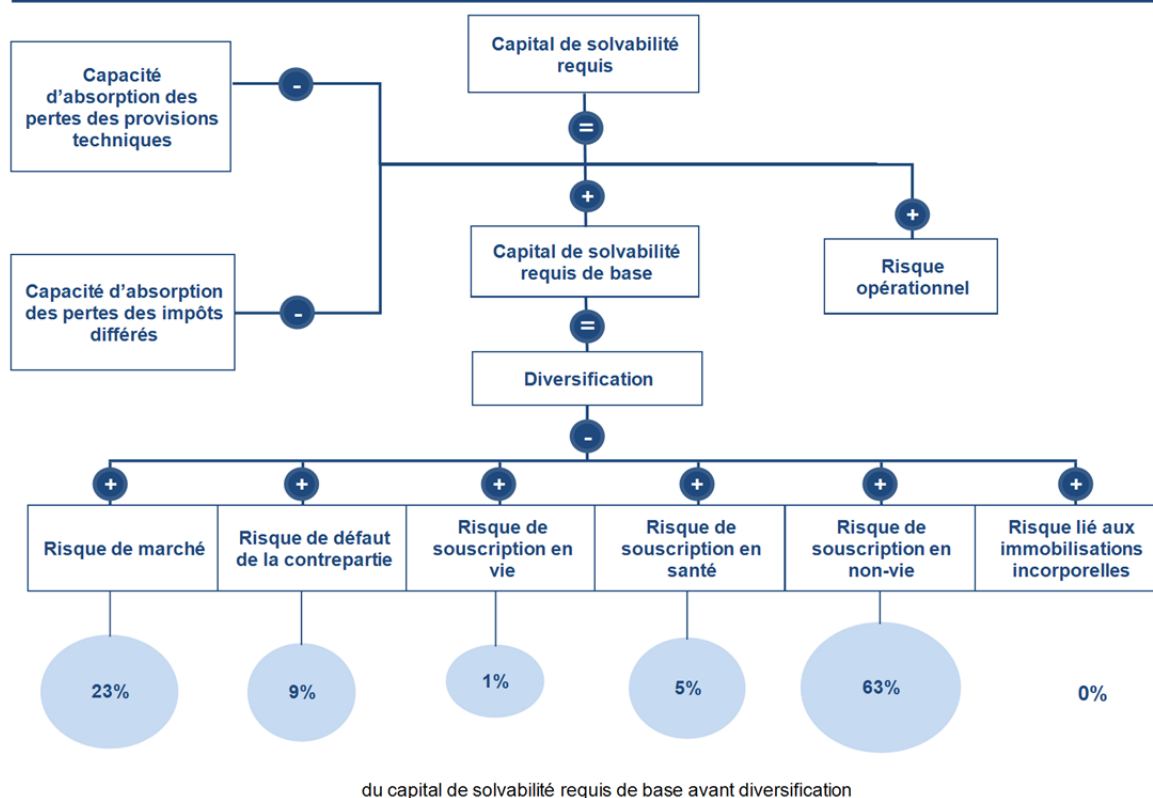 Capital de solvabilité
requis
Capacité
d'absorption des
pertes des provisions
techniques
-
=
+
+
Capital de solvabilité
requis de base
Risque
opérationnel
Capacité d'absorption
des pertes des impôts
différés
-
=
Diversification
-
+
+
+
+
+
+
Risque de marché
Risque de défaut
de la contrepartie
Risque de
souscription en
vie
Risque de
souscription en
santé
Risque de
souscription en
non-vie
Risque lié aux
immobilisations
incorporelles
23%
9%
1%
5%
63%
0%
du capital de solvabilité requis de base avant diversification